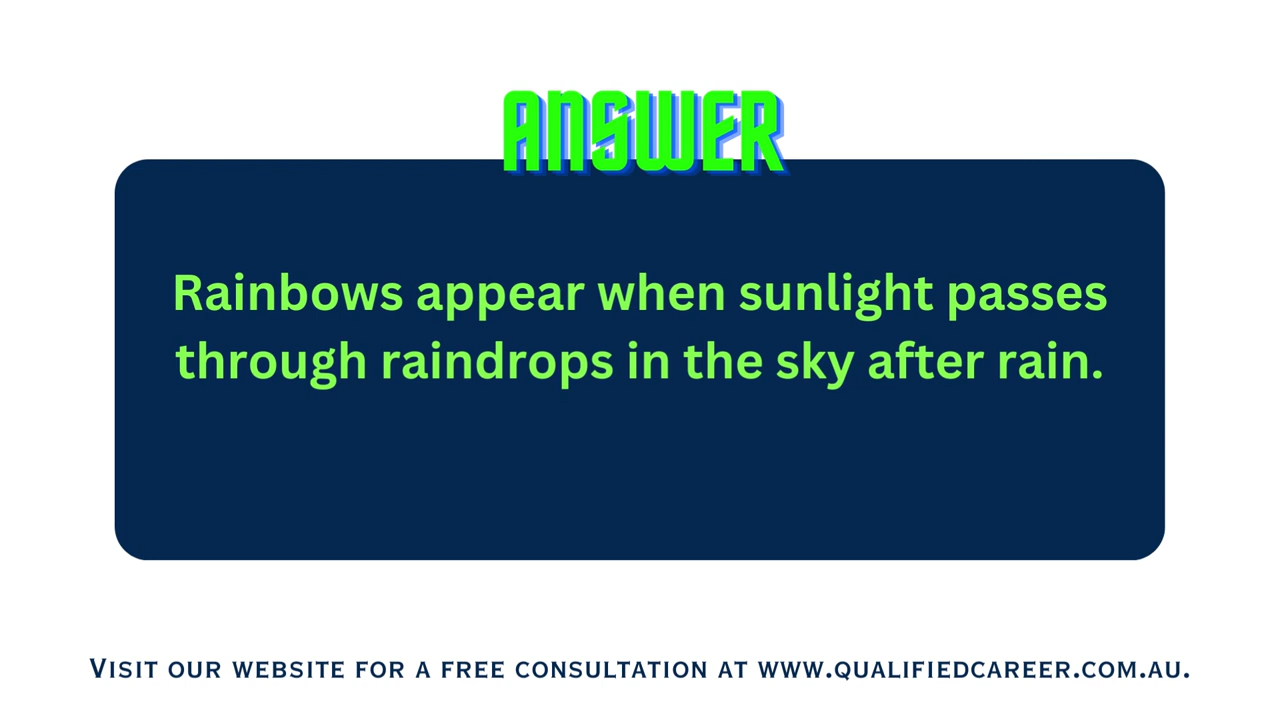 ANSWER
Rainbows appear when sunlight passes
through raindrops in the sky after rain.
Visit our website for a free consultation at www.qualifiedcareer.com.au.